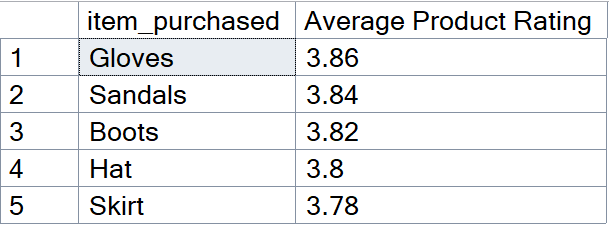 item_purchased Average Product Rating
1 Gloves 3.86
2 Sandals 3.84
3 Boots 3.82
4 Hat 3.8
5 Skirt 3.78